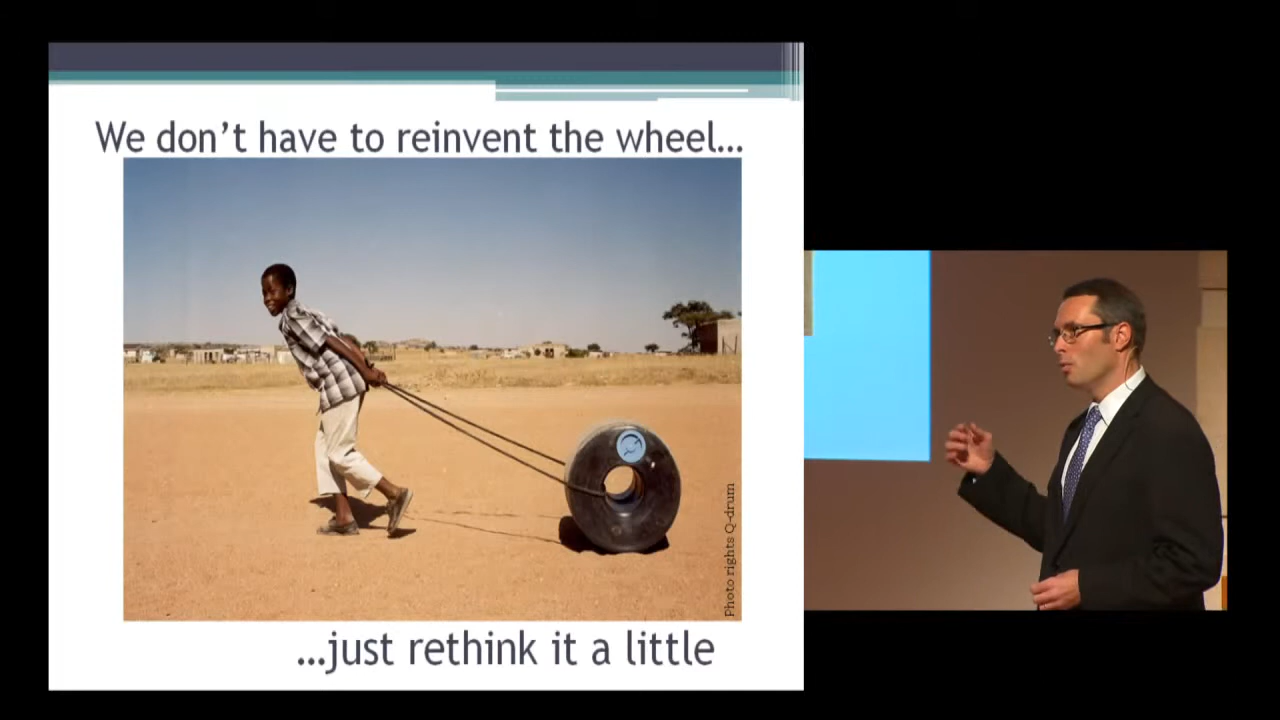 We don't have to reinvent the wheel...
Photo rights Q-drum
...just rethink it a little